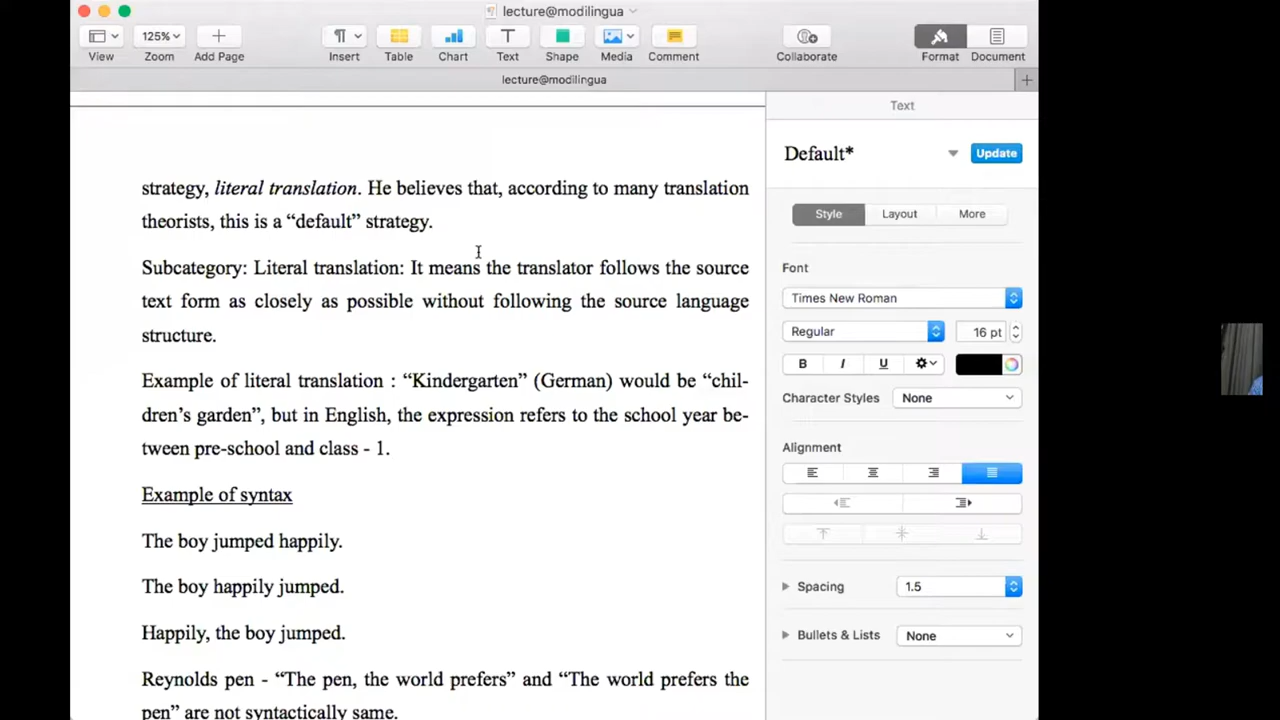 lecture@modilingua
125%
View
Zoom
Add Page
Insert
Table
Chart
Text
Shape
Media
Comment
Collaborate
Format
Document
lecture@modilingua
strategy, literal translation. He believes that, according to many translation
theorists, this is a “default” strategy.
Subcategory: Literal translation: It means the translator follows the source
text form as closely as possible without following the source language
structure.
Example of literal translation : “Kindergarten” (German) would be “chil-
dren’s garden”, but in English, the expression refers to the school year be-
tween pre-school and class - 1.
Example of syntax
The boy jumped happily.
The boy happily jumped.
Happily, the boy jumped.
Reynolds pen - “The pen, the world prefers” and “The world prefers the
pen” are not syntactically same.
Text
Default*
Update
Style
Layout
More
Font
Times New Roman
Regular
16 pt
B I U
Character Styles
None
Alignment
Spacing
1.5
Bullets & Lists
None